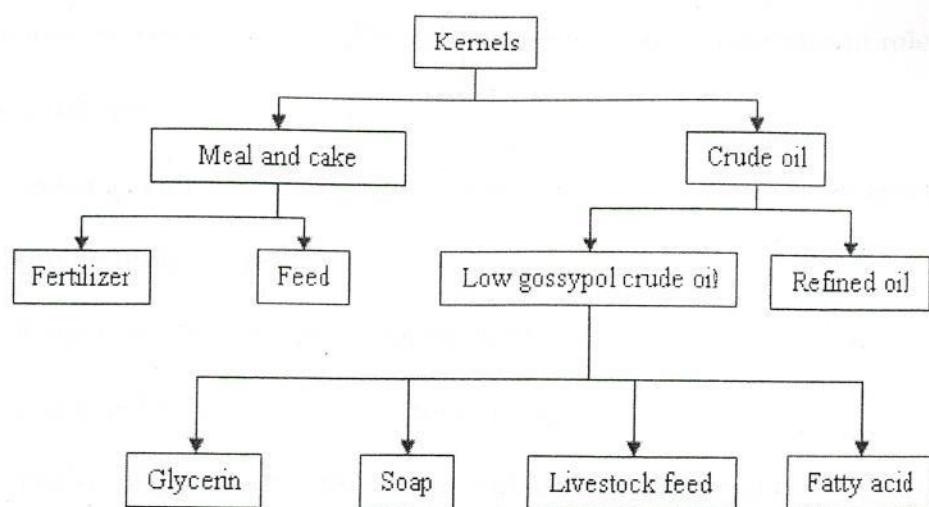 Kernels
Meal and cake
Crude oil
Fertilizer
Feed
Low gossypol crude oil
Refined oil
Glycerin
Soap
Livestock feed
Fatty acid